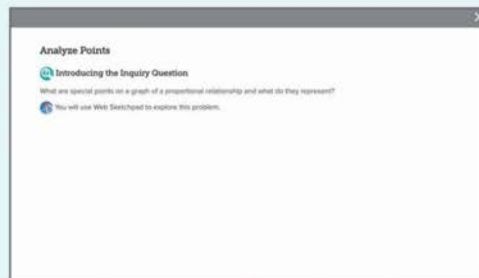 Analyze Points
Introducing the Inquiry Question
What are special points on a graph of a proportional relationship and what do they represent?
You will use Web Sketchpad to explore this problem.